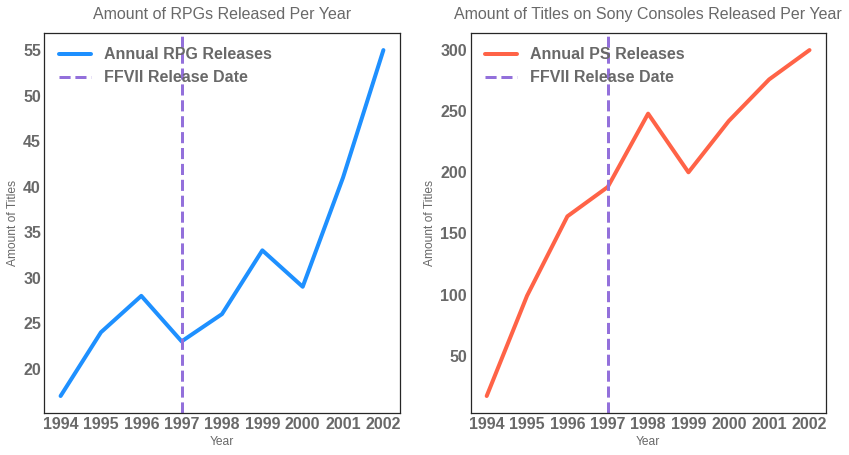 Amount of RPGs Released Per Year
Annual RPG Releases
FFVII Release Date
55
50
45
40
35
30
25
20
Amount of Titles
1994 1995 1996 1997 1998 1999 2000 2001 2002
Year
Amount of Titles on Sony Consoles Released Per Year
Annual PS Releases
FFVII Release Date
300
250
200
150
100
50
Amount of Titles
1994 1995 1996 1997 1998 1999 2000 2001 2002
Year